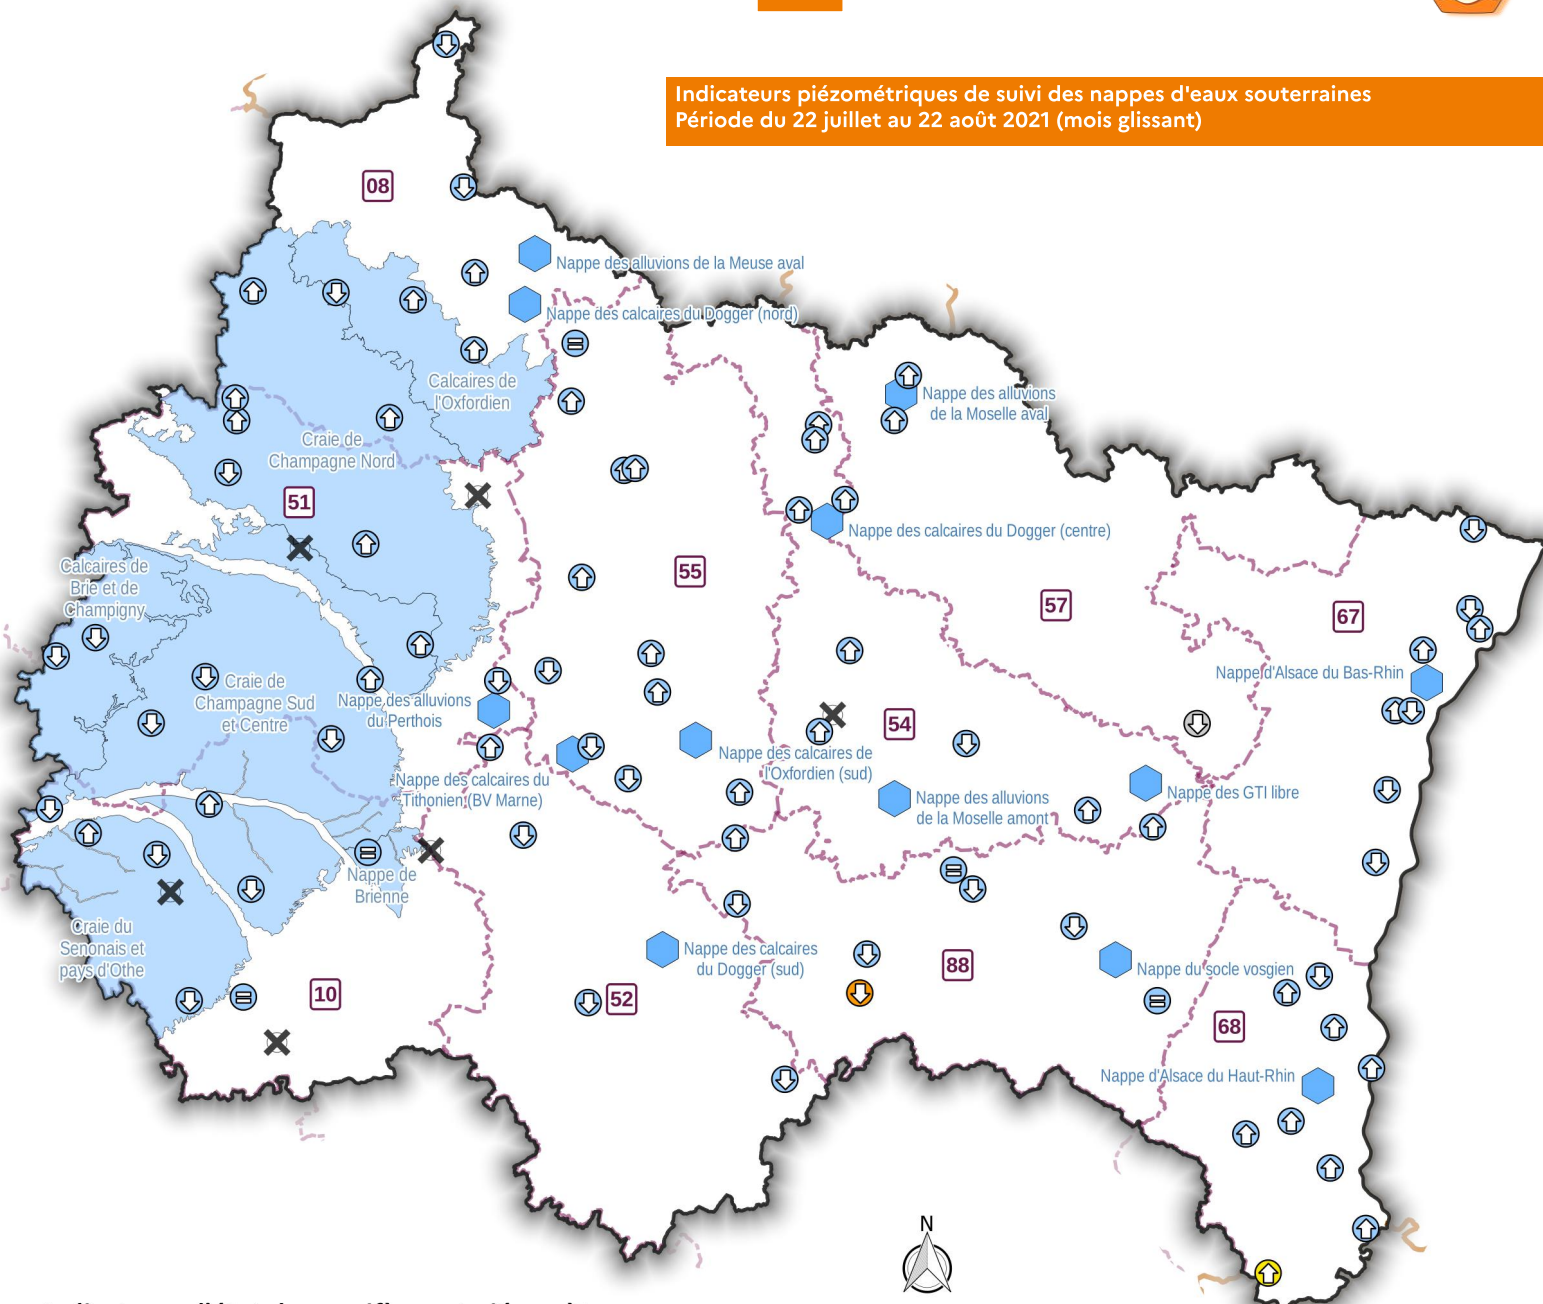 Indicateurs piézométriques de suivi des nappes d'eaux souterraines
Période du 22 juillet au 22 août 2021 (mois glissant)
08
Nappe des alluvions de la Meuse aval
Nappe des calcaires du Dogger (nord)
Calcaires de
l'Oxfordien
Nappe des alluvions
de la Moselle aval
Craie de
Champagne Nord
51
Nappe des calcaires du Dogger (centre)
Calcaires de
Brie et de
Champigny
55
57
67
Nappe d'Alsace du Bas-Rhin
Craie de
Champagne Sud
et Centre
Nappe des alluvions
du Perthois
54
Nappe des calcaires de
l'Oxfordien (sud)
Nappe des calcaires du
Tithonien (BV Marne)
Nappe des alluvions
de la Moselle amont
Nappe des GTI libre
Nappe de
Brienne
Craie du
Senonais et
pays d'Othe
Nappe des calcaires
du Dogger (sud)
88
Nappe du socle vosgien
10
52
68
Nappe d'Alsace du Haut-Rhin
N